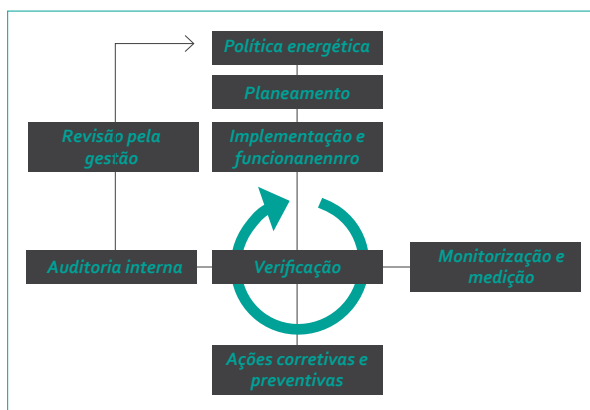 Política energética
Planeamento
Revisão pela
gestão
Implementação e
funcionanennro
Auditoria interna
Verificação
Monitorização e
medição
Ações corretivas e
preventivas